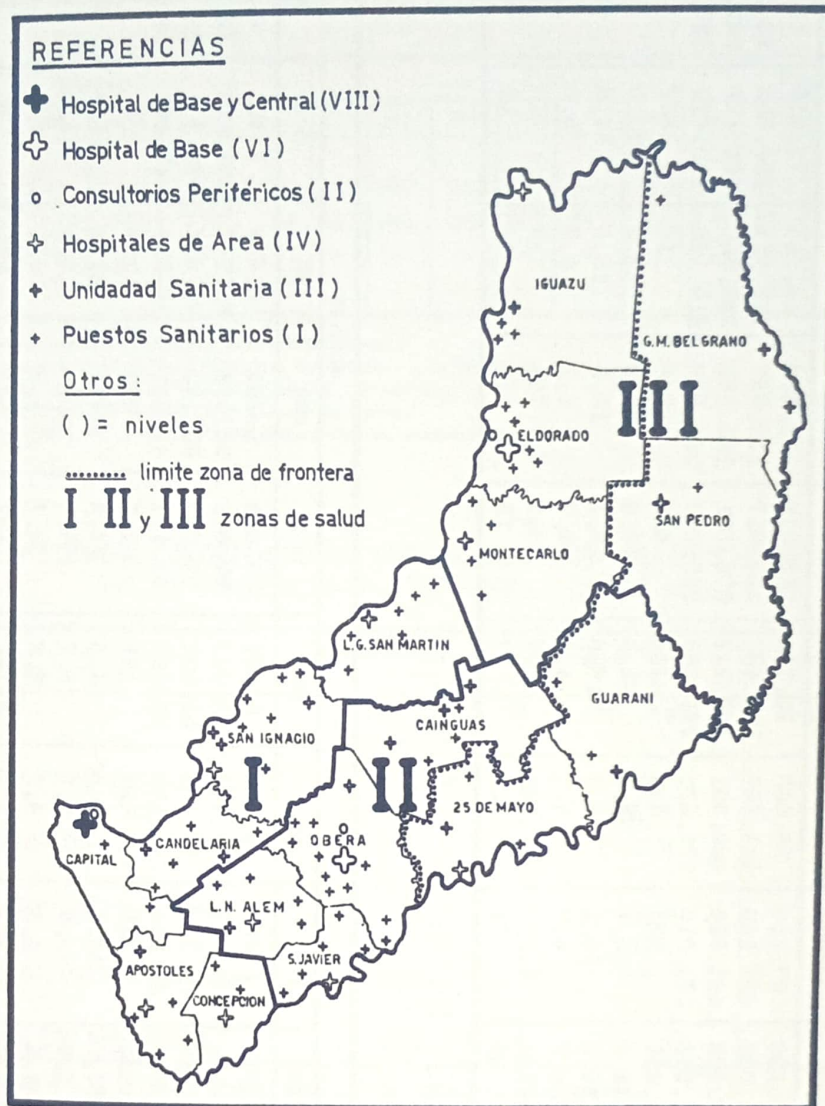 REFERENCIAS
Hospital de Base y Central (VIII)
Hospital de Base (VI)
Consultorios Periféricos (II)
Hospitales de Area (IV)
Unidadad Sanitaria (III)
Puestos Sanitarios (I)
Otros:
( ) = niveles
limite zona de frontera
I II y III zonas de salud
IGUAZU
G.M. BELGRANO
III
ELDORADO
SAN PEDRO
MONTECARLO
L.G. SAN MARTIN
GUARANI
CAINGUAS
SAN IGNACIO
I
II
25 DE MAYO
CAPITAL
CANDELARIA
OBERA
L.N. ALEM
S. JAVIER
APOSTOLES
CONCEPCION